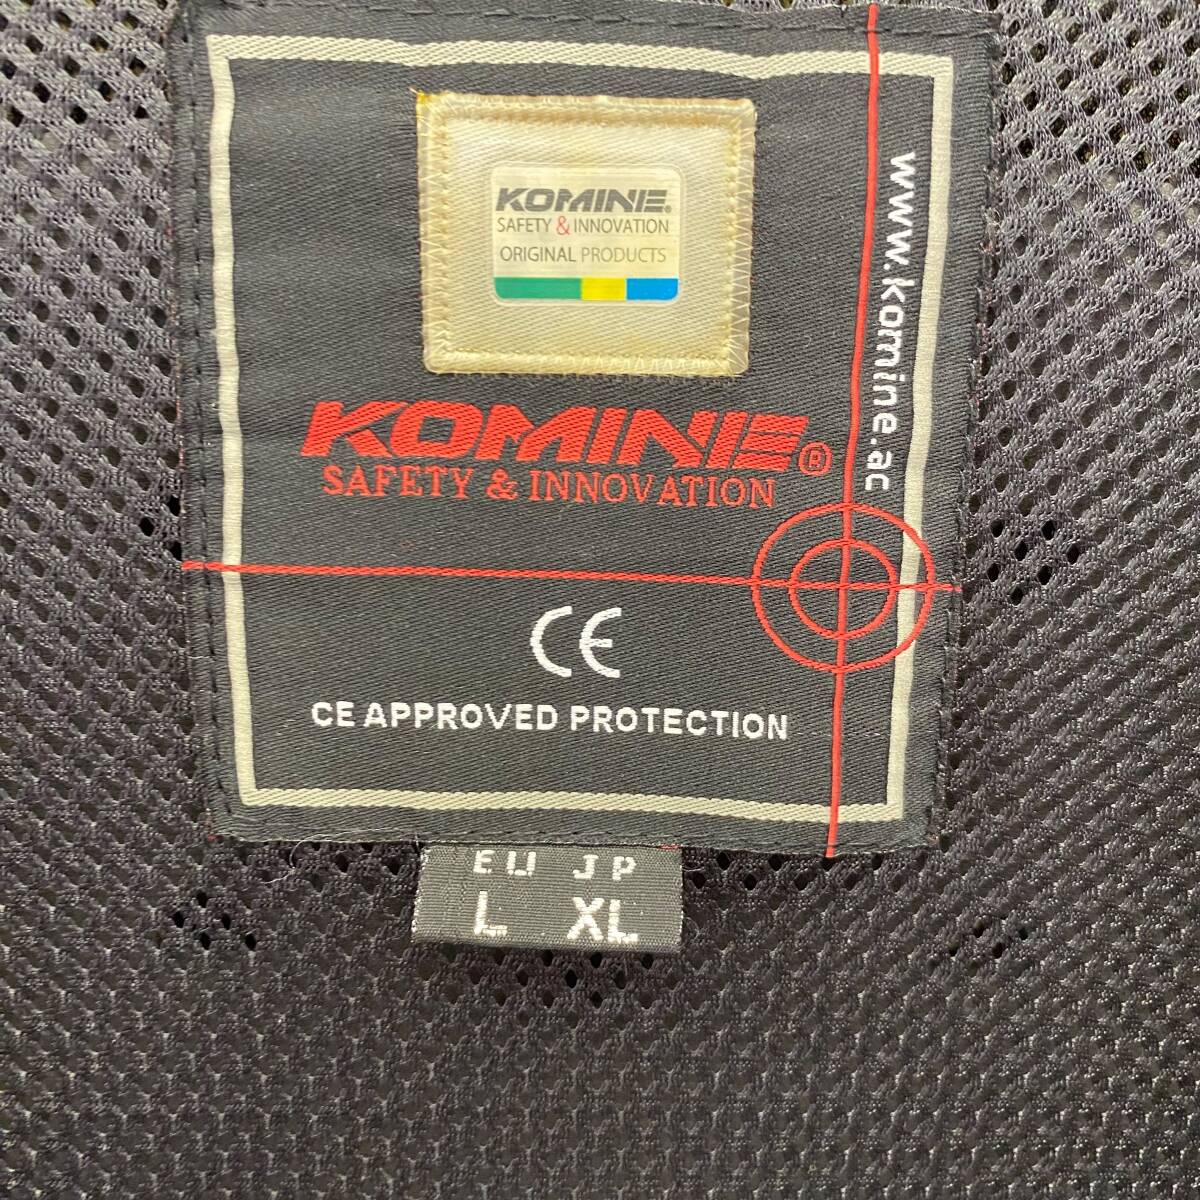 KOMINE®
SAFETY & INNOVATION
ORIGINAL PRODUCTS
www.komine.ac
KOMINE®
SAFETY & INNOVATION
CE
CE APPROVED PROTECTION
EU JP
L XL